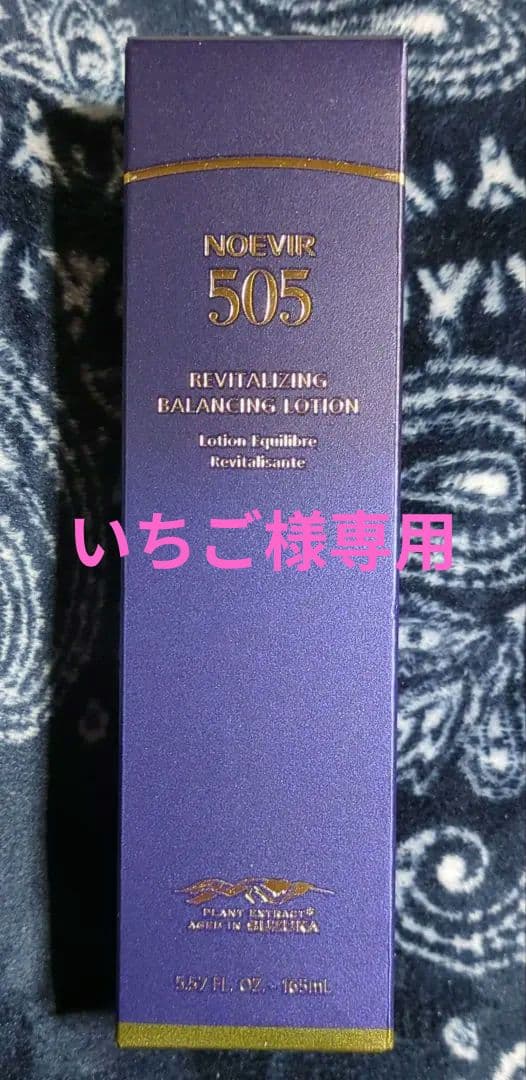 NOEVIR
505
REVITALIZING
BALANCING LOTION
Lotion Equilibre
Revitalisante
いちご様専用
PLANT EXTRACT*
AGED IN SUZUKA
5.57 FL. OZ. - 165mL